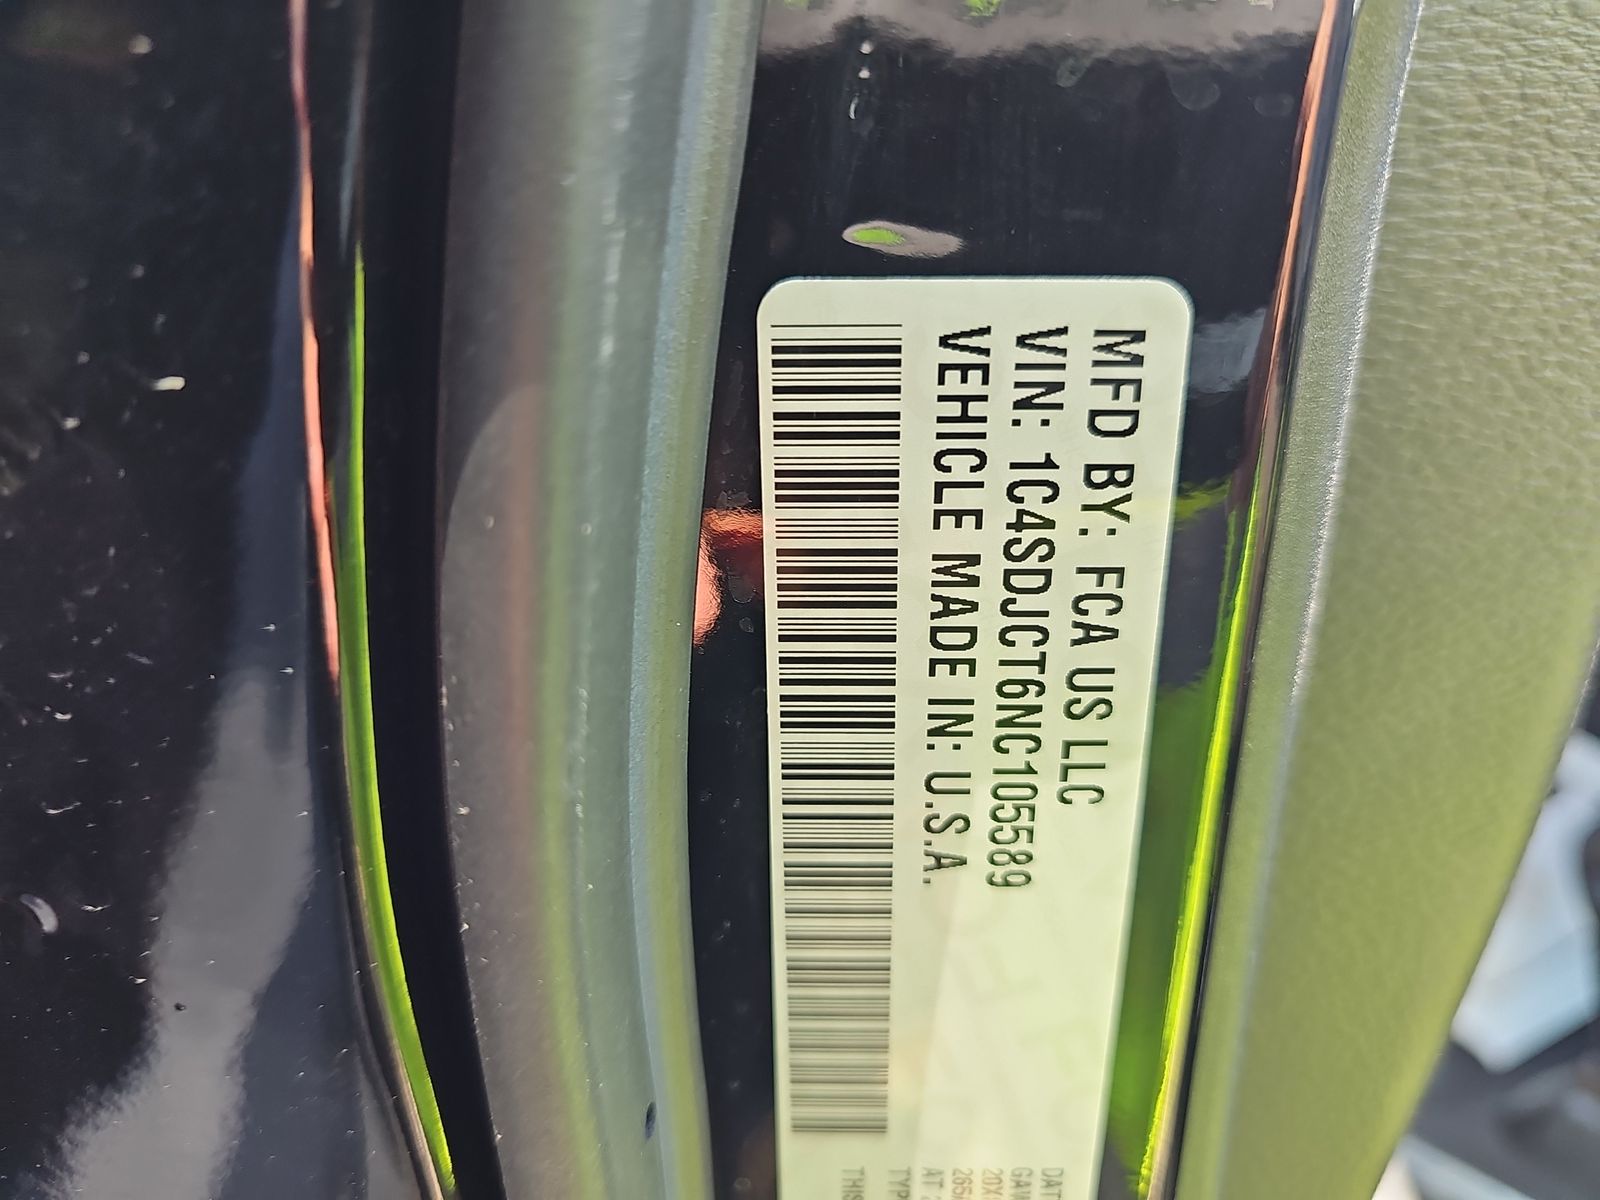 MFD BY: FCA US LLC
VIN: 1C4SDJCT6NC105589
VEHICLE MADE IN: U.S.A.